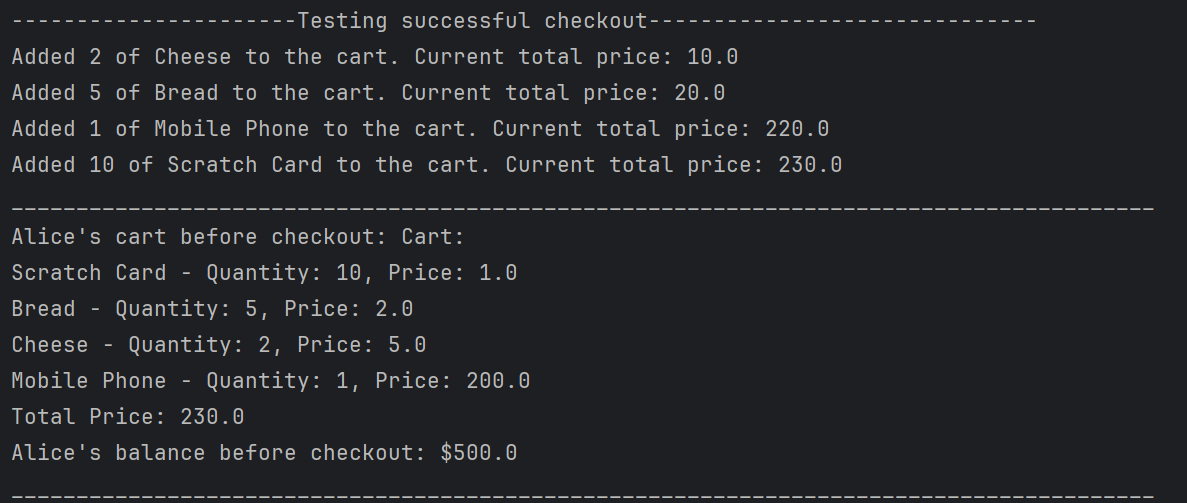 ----------------------Testing successful checkout------------------------------
Added 2 of Cheese to the cart. Current total price: 10.0
Added 5 of Bread to the cart. Current total price: 20.0
Added 1 of Mobile Phone to the cart. Current total price: 220.0
Added 10 of Scratch Card to the cart. Current total price: 230.0
________________________________________________________________________________________
Alice's cart before checkout: Cart:
Scratch Card - Quantity: 10, Price: 1.0
Bread - Quantity: 5, Price: 2.0
Cheese - Quantity: 2, Price: 5.0
Mobile Phone - Quantity: 1, Price: 200.0
Total Price: 230.0
Alice's balance before checkout: $500.0
________________________________________________________________________________________